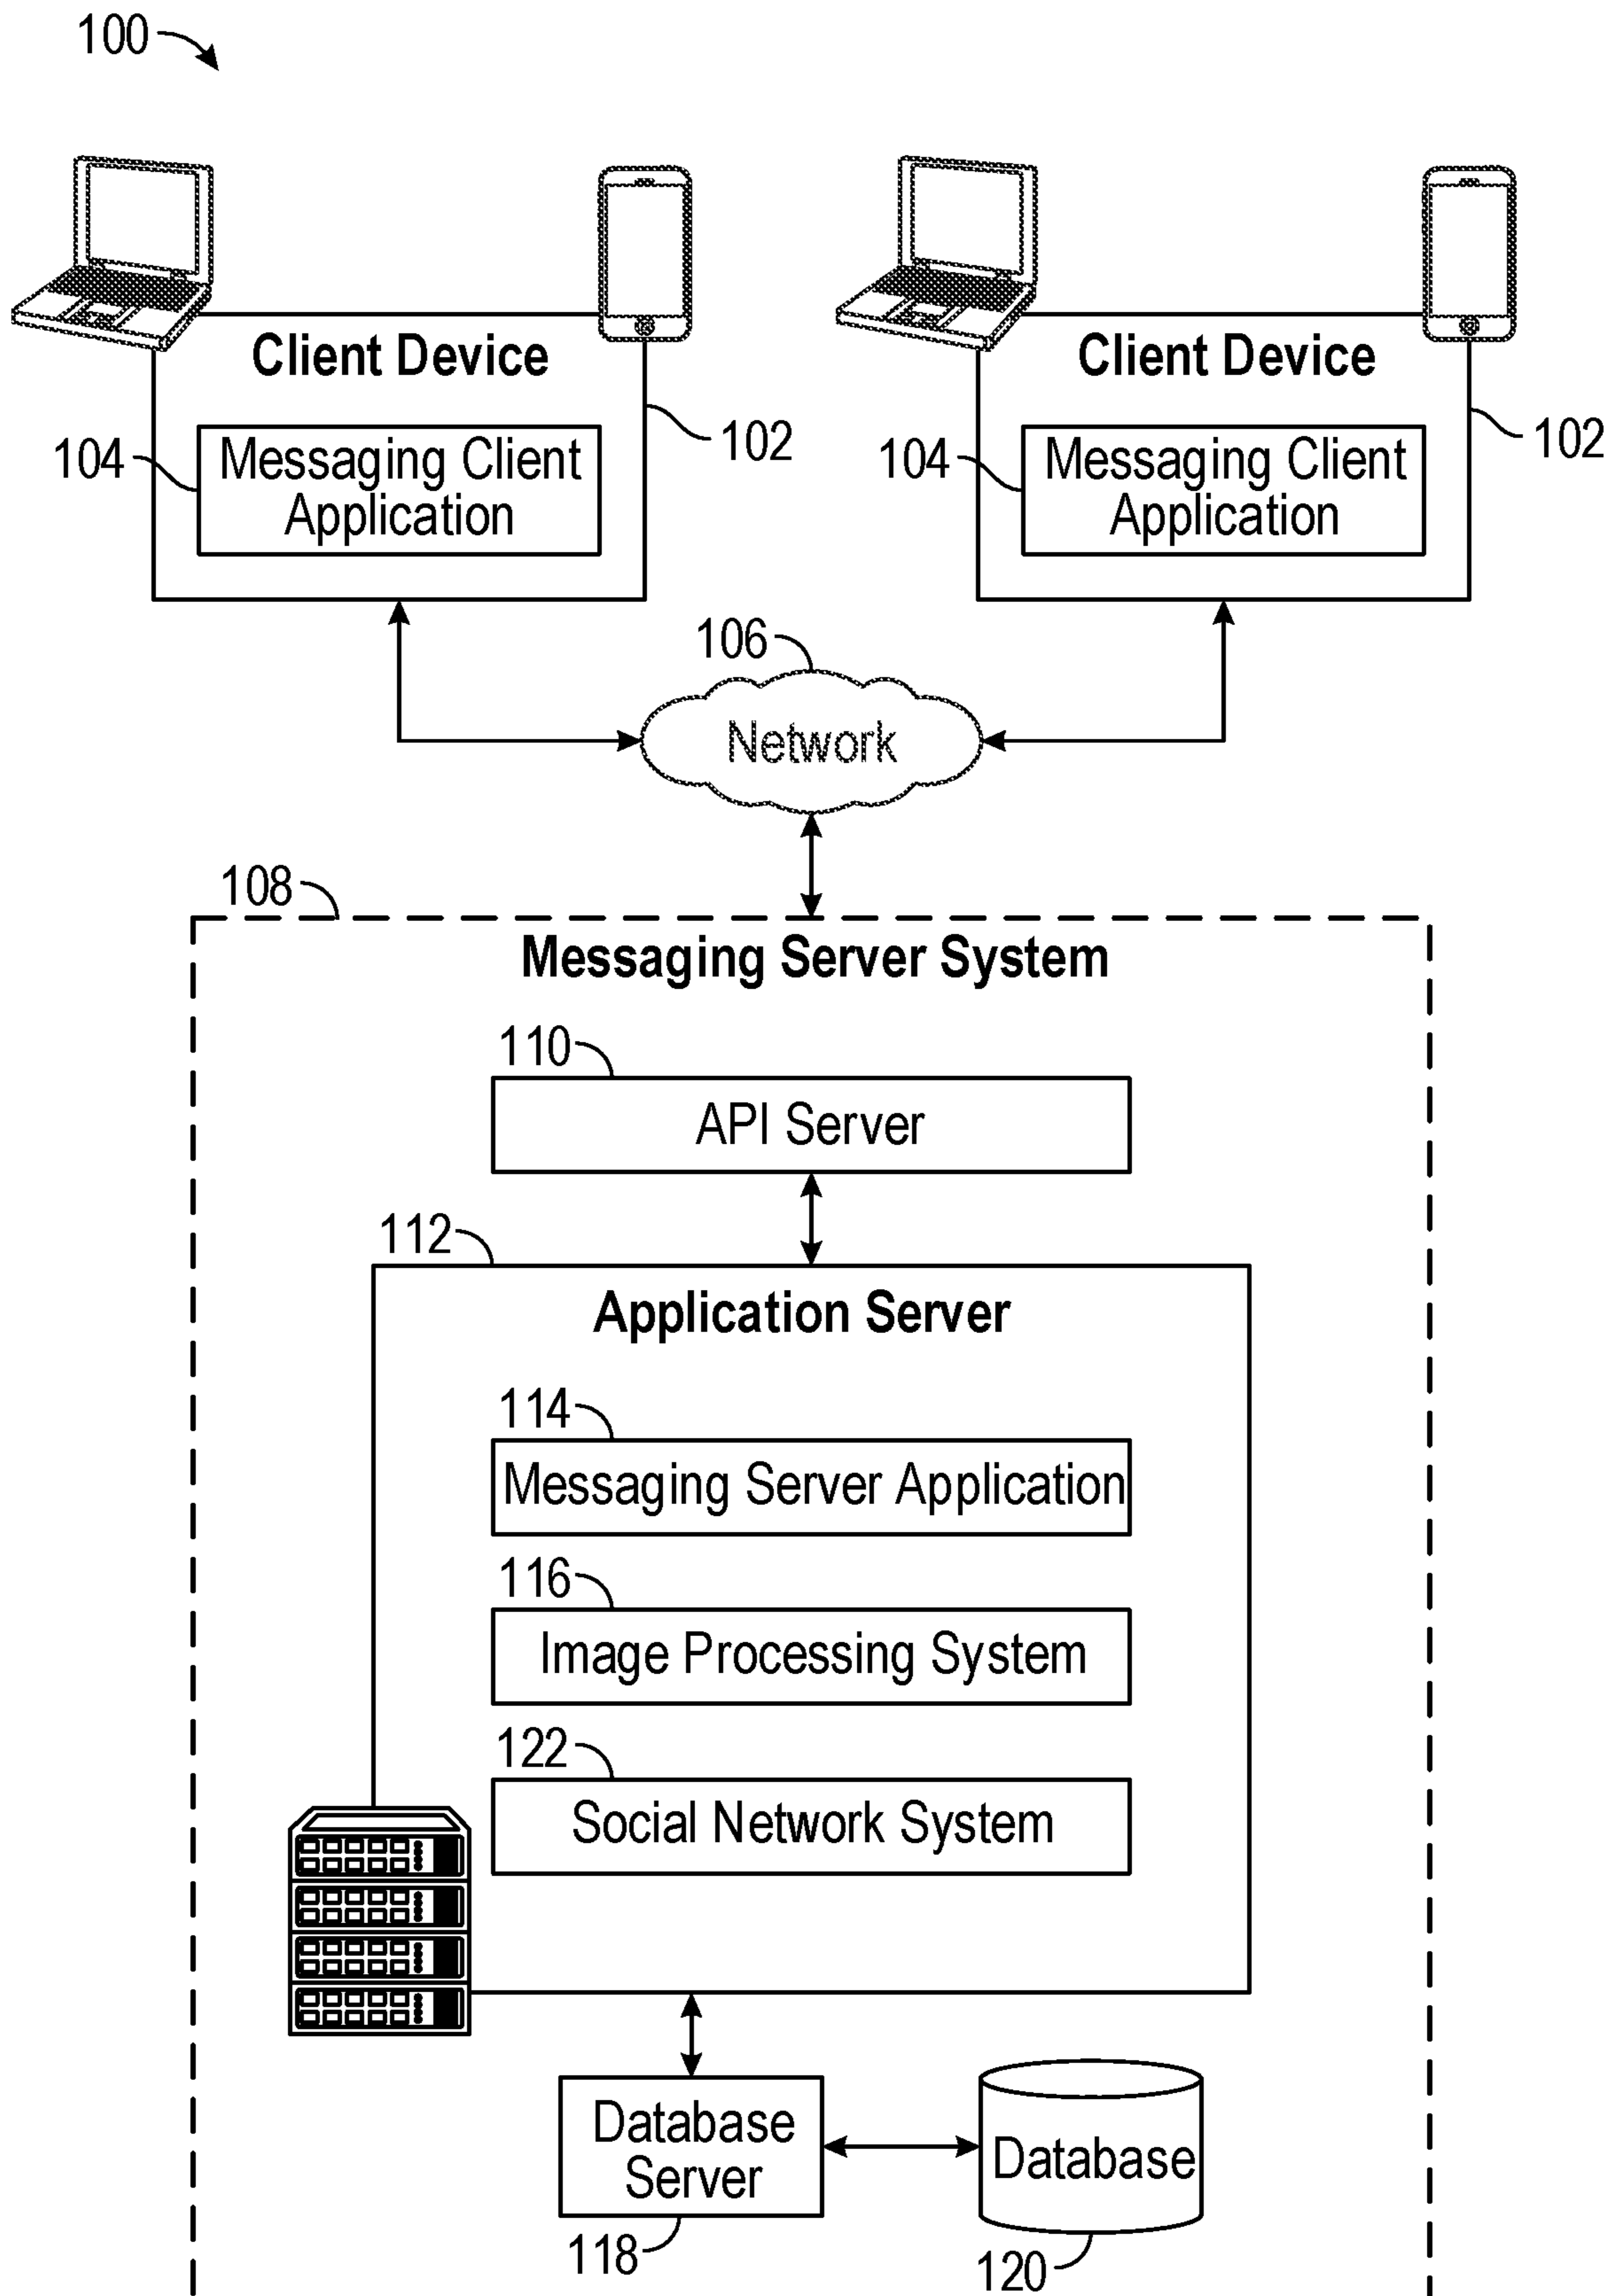 100
Client Device
102
104
Messaging Client
Application
Client Device
102
104
Messaging Client
Application
106
Network
108
Messaging Server System
110
API Server
112
Application Server
114
Messaging Server Application
116
Image Processing System
122
Social Network System
Database
Server
118
Database
120